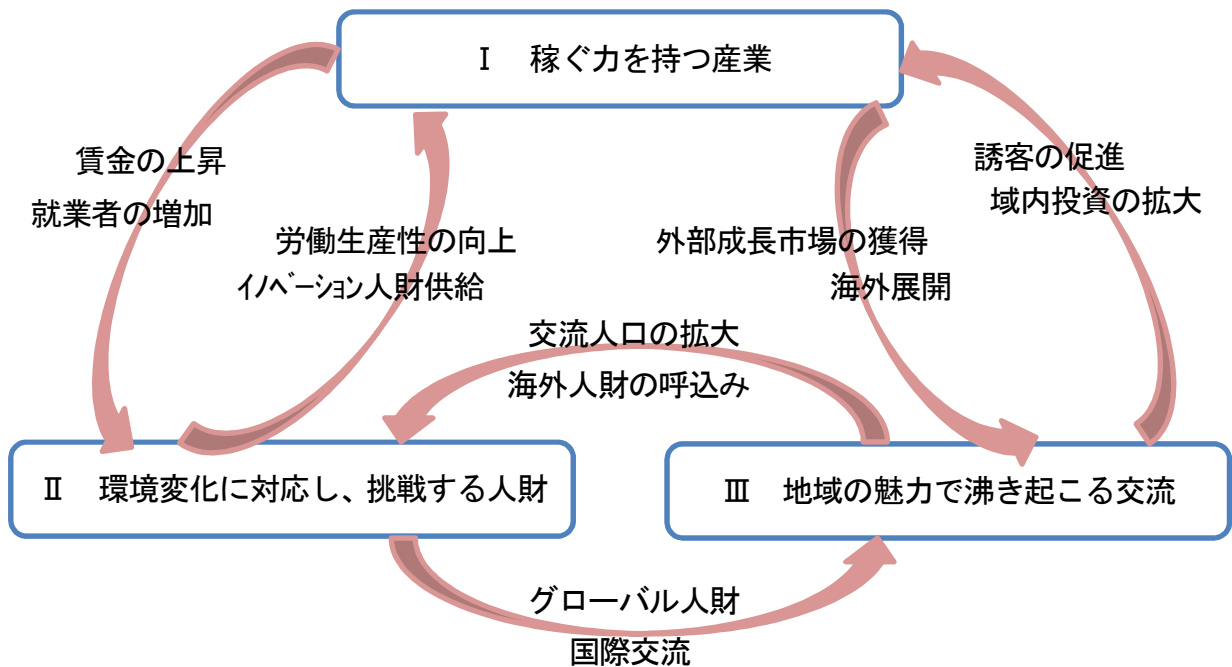 Ⅰ　稼ぐ力を持つ産業
賃金の上昇
就業者の増加
労働生産性の向上
ｲﾉﾍﾞｰｼｮﾝ人財供給
外部成長市場の獲得
海外展開
誘客の促進
域内投資の拡大
交流人口の拡大
海外人財の呼込み
Ⅱ　環境変化に対応し、挑戦する人財
Ⅲ　地域の魅力で沸き起こる交流
グローバル人財
国際交流